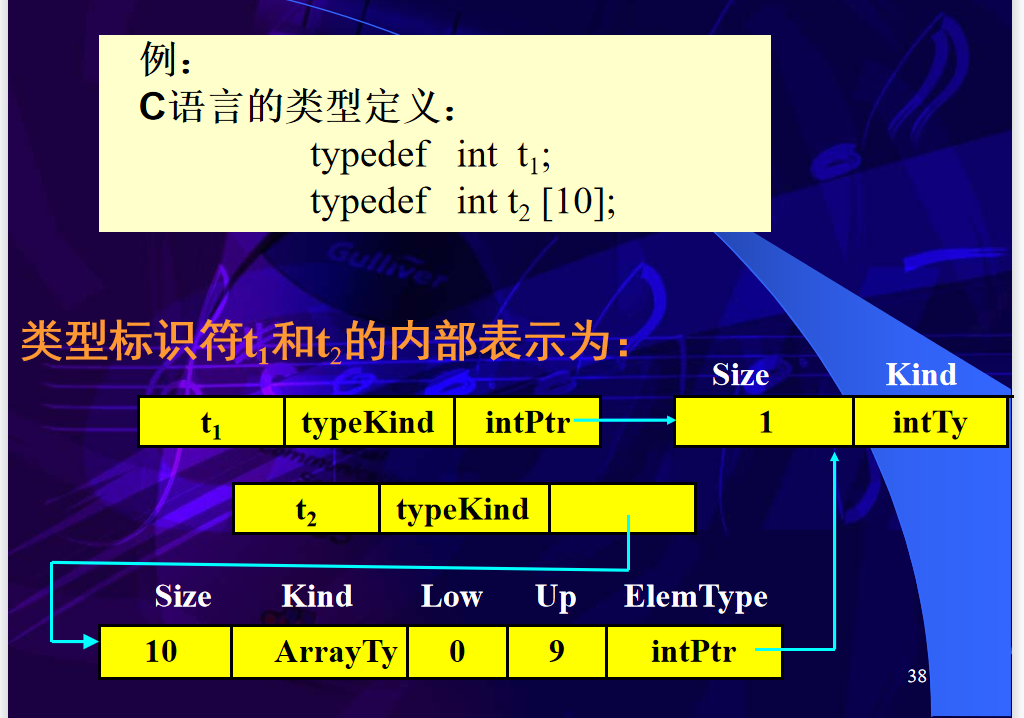 例：
C语言的类型定义：
typedef int t₁;
typedef int t₂ [10];
Gulliver
类型标识符t₁和t₂的内部表示为：
Size Kind
t₁ typeKind intPtr 1 intTy
t₂ typeKind
Size Kind Low Up ElemType
10 ArrayTy 0 9 intPtr
38